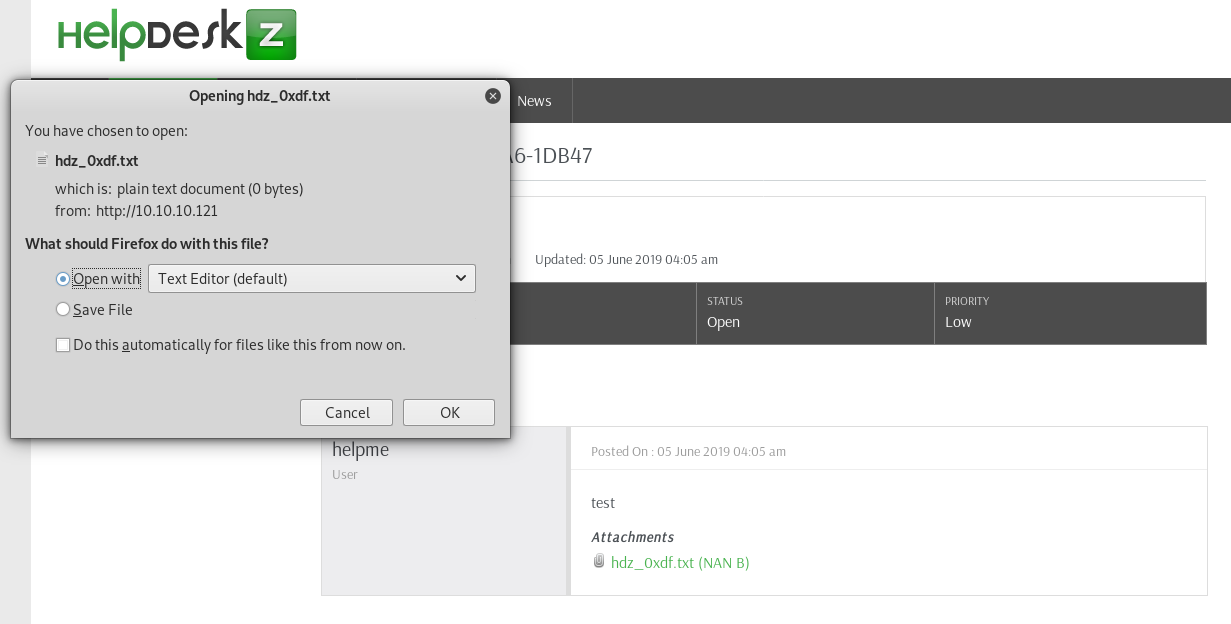 HelpDesk Z
Opening hdz_0xdf.txt
You have chosen to open:
hdz_0xdf.txt
which is: plain text document (0 bytes)
from: http://10.10.10.121
What should Firefox do with this file?
Open with Text Editor (default)
Save File
Do this automatically for files like this from now on.
Cancel OK
News
A6-1DB47
Updated: 05 June 2019 04:05 am
STATUS PRIORITY
Open Low
helpme
User
Posted On : 05 June 2019 04:05 am
test
Attachments
hdz_0xdf.txt (NAN B)